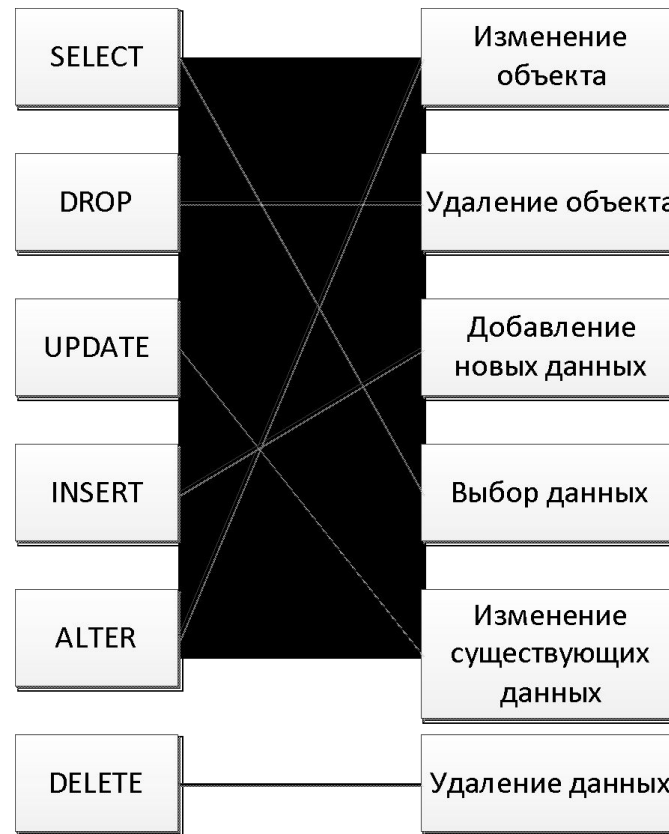 SELECT
Изменение
объекта
DROP
Удаление объекта
UPDATE
Добавление
новых данных
INSERT
Выбор данных
ALTER
Изменение
существующих
данных
DELETE
Удаление данных